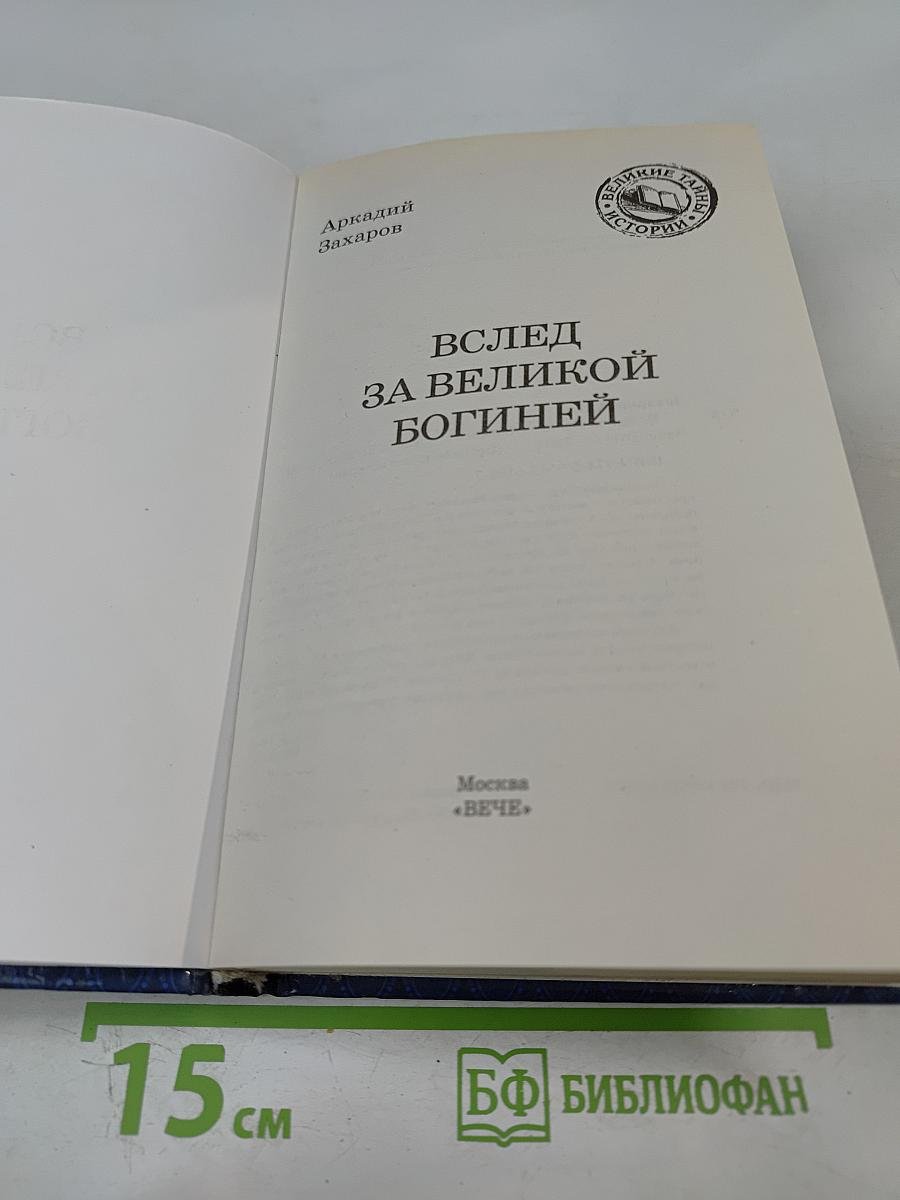 Аркадий
Захаров
ВЕЛИКИЕ ТАЙНЫ
• ИСТОРИИ •
ВСЛЕД
ЗА ВЕЛИКОЙ
БОГИНЕЙ
Москва
«ВЕЧЕ»
15 см
БФ БИБЛИОФАН